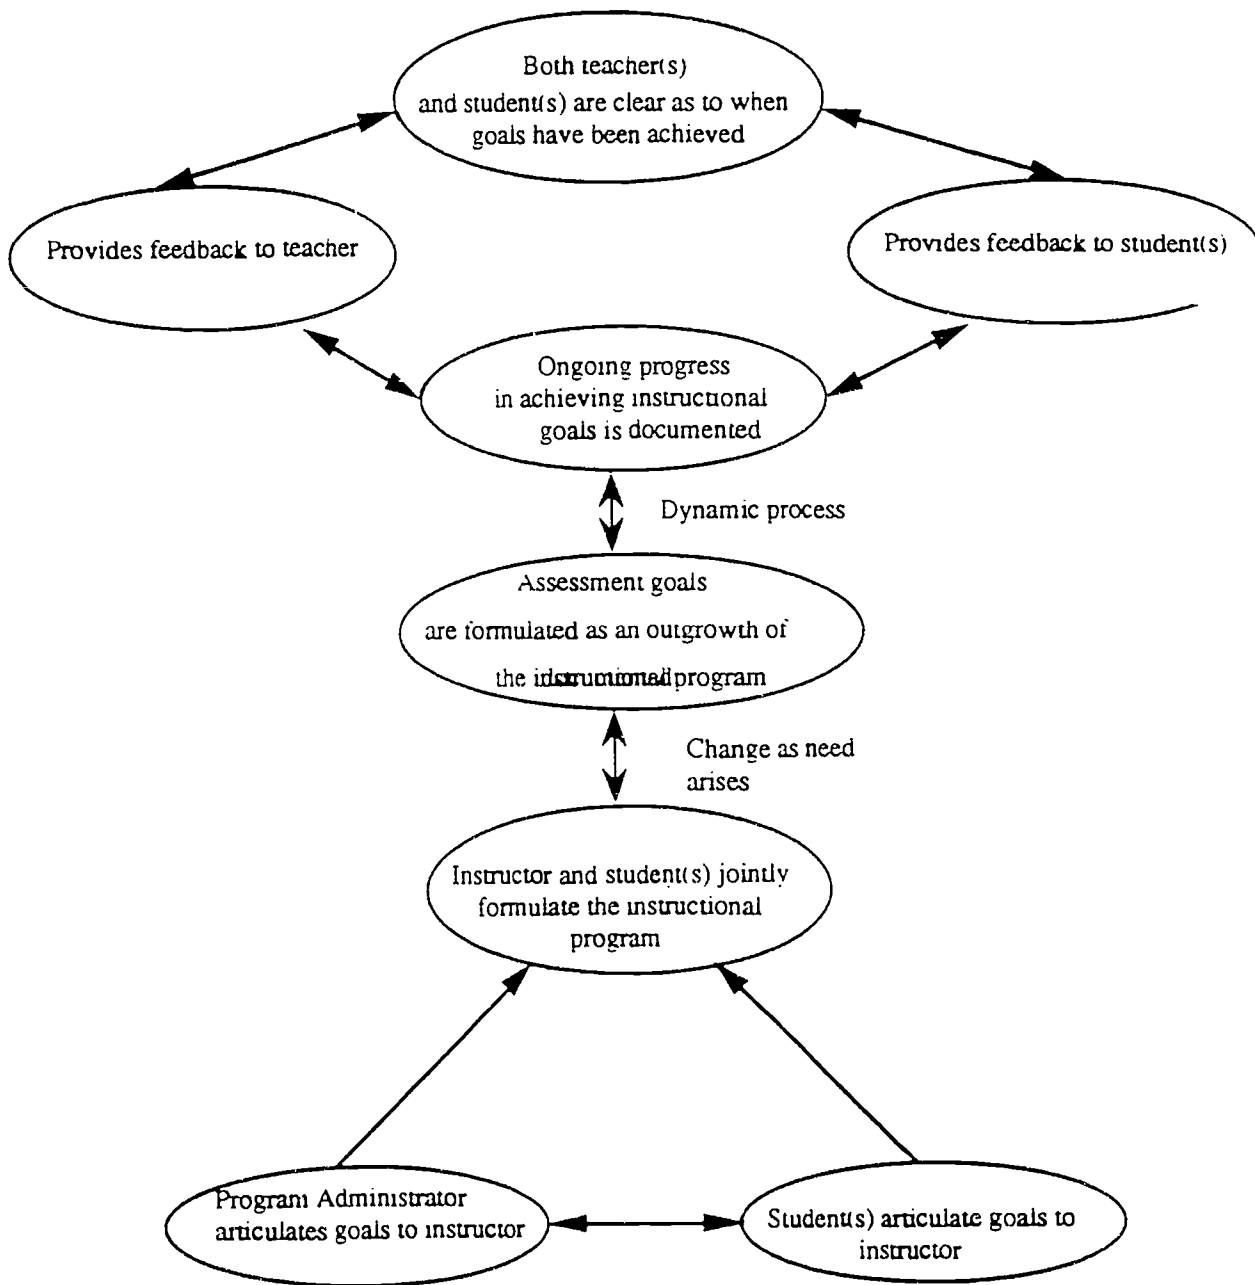 Both teacher(s)
and student(s) are clear as to when
goals have been achieved
Provides feedback to teacher
Provides feedback to student(s)
Ongoing progress
in achieving instructional
goals is documented
Dynamic process
Assessment goals
are formulated as an outgrowth of
the program
Change as need
arises
Instructor and student(s) jointly
formulate the instructional
program
Program Administrator
articulates goals to instructor
Student(s) articulate goals to
instructor